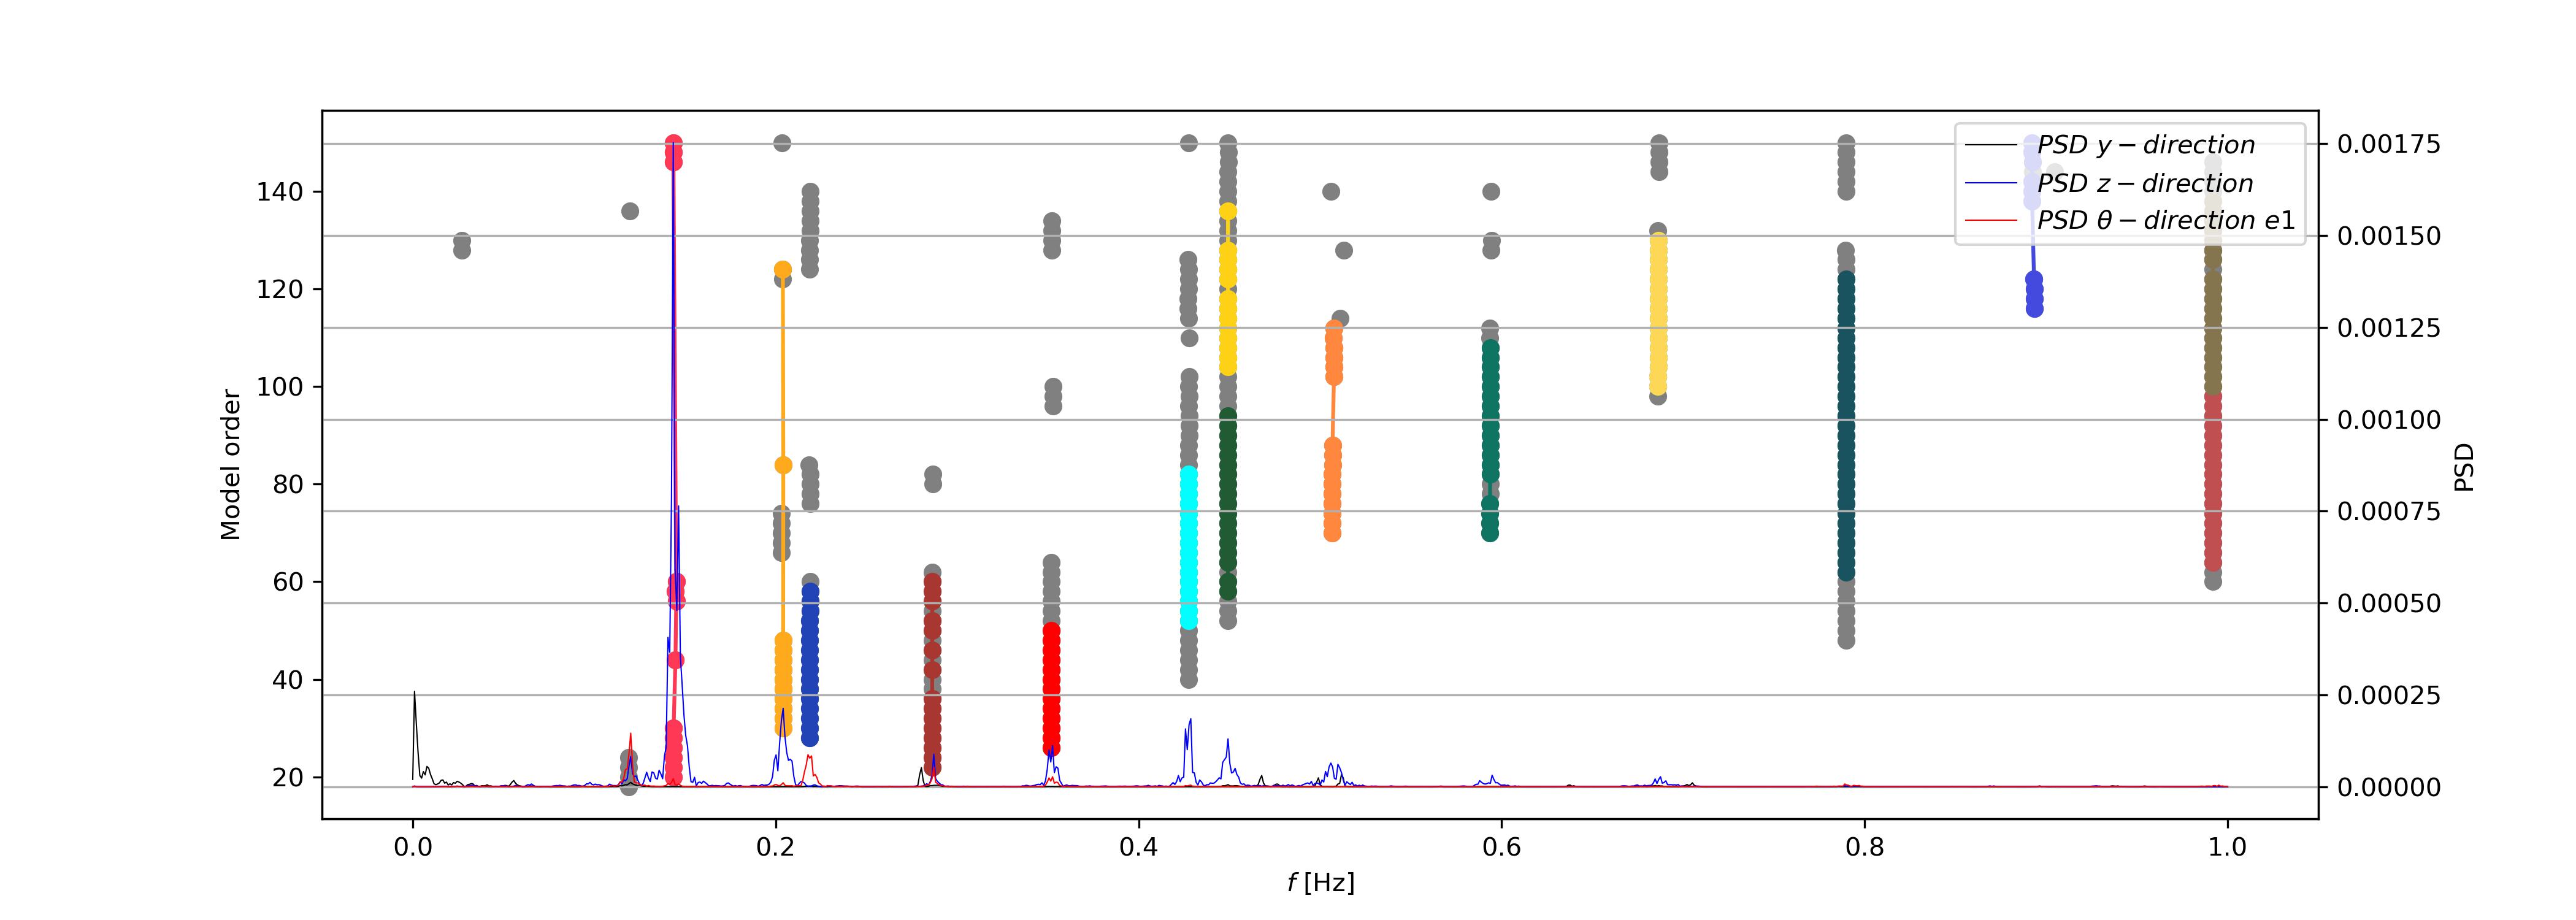 PSD y − direction
PSD z − direction
PSD θ − direction e1
140
120
100
80
60
40
20
Model order
0.00175
0.00150
0.00125
0.00100
0.00075
0.00050
0.00025
0.00000
PSD
0.0 0.2 0.4 0.6 0.8 1.0
f [Hz]